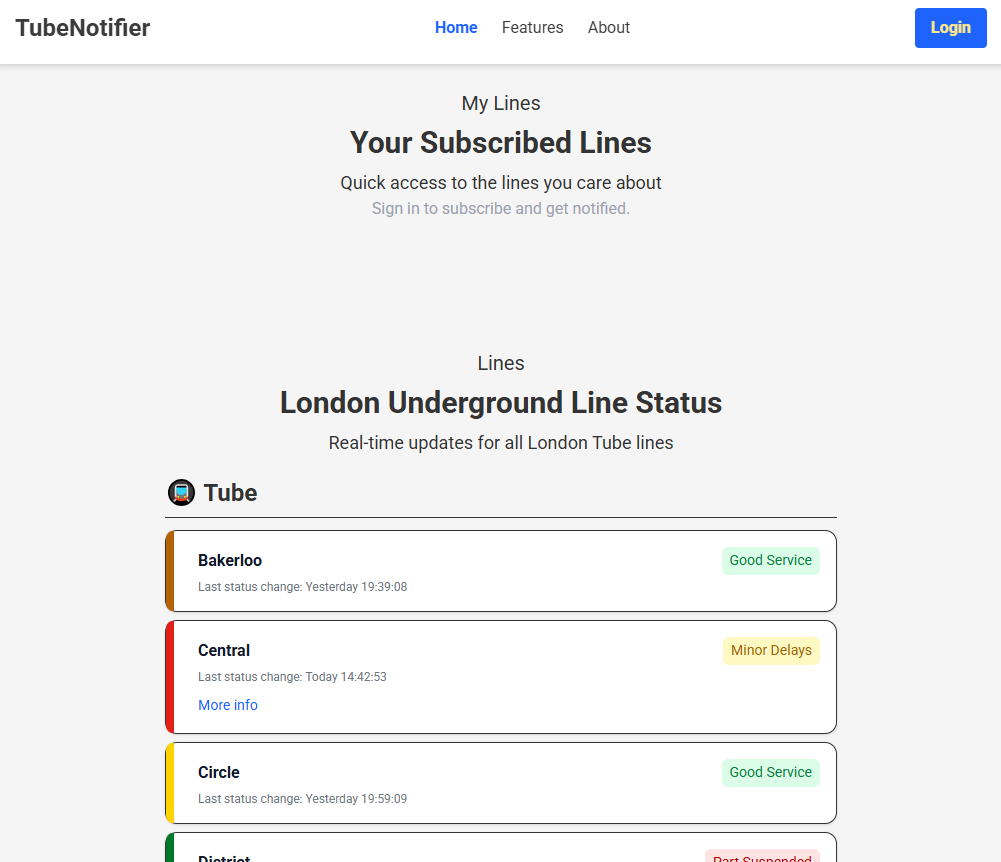 TubeNotifier
Home Features About
Login
My Lines
Your Subscribed Lines
Quick access to the lines you care about
Sign in to subscribe and get notified.
Lines
London Underground Line Status
Real-time updates for all London Tube lines
Tube
Bakerloo
Good Service
Last status change: Yesterday 19:39:08
Central
Minor Delays
Last status change: Today 14:42:53
More info
Circle
Good Service
Last status change: Yesterday 19:59:09
District
Part Suspended